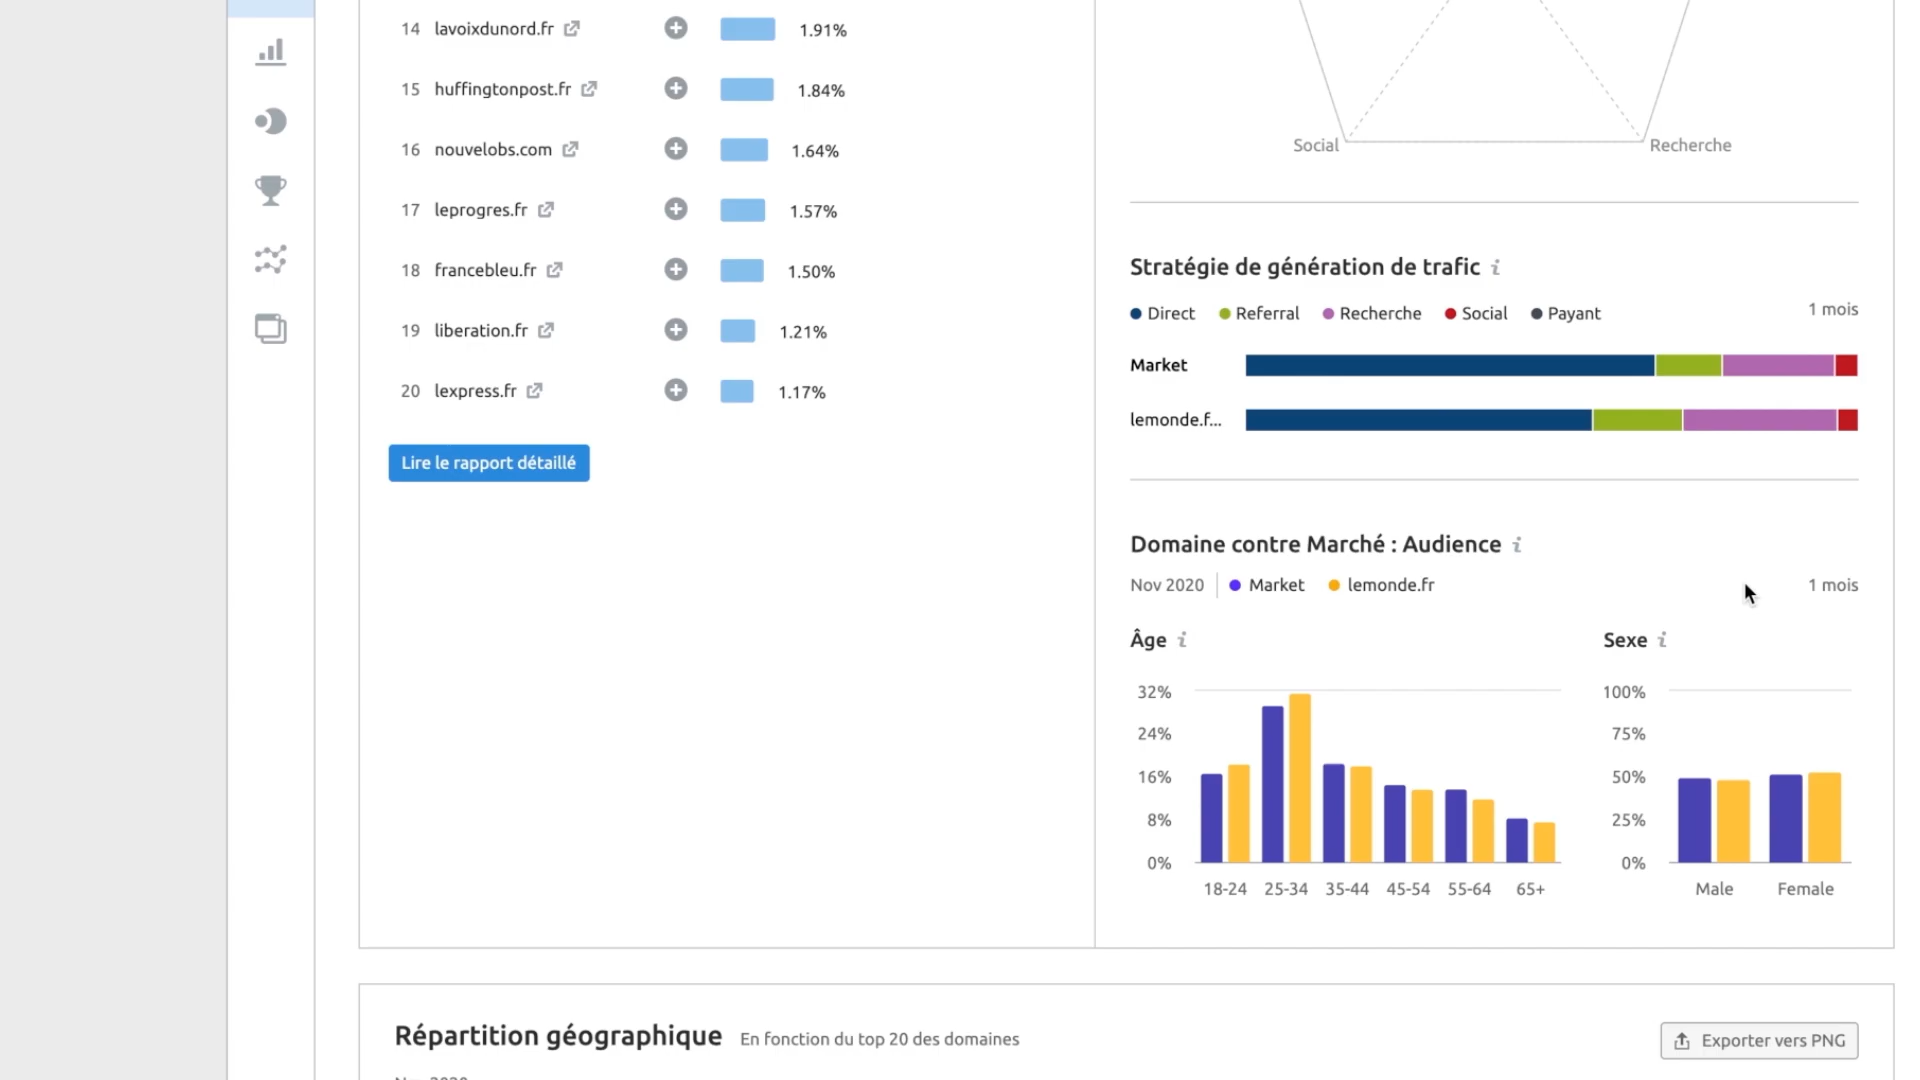 14 lavoixdunord.fr 1.91%
15 huffingtonpost.fr 1.84%
16 nouvelobs.com 1.64%
17 leprogres.fr 1.57%
18 francebleu.fr 1.50%
19 liberation.fr 1.21%
20 lexpress.fr 1.17%
Lire le rapport détaillé
Social Recherche
Stratégie de génération de trafic
Direct Referral Recherche Social Payant 1 mois
Market
lemonde.f...
Domaine contre Marché : Audience
Nov 2020 Market lemonde.fr 1 mois
Âge
32%
24%
16%
8%
0%
18-24 25-34 35-44 45-54 55-64 65+
Sexe
100%
75%
50%
25%
0%
Male Female
Répartition géographique En fonction du top 20 des domaines
Exporter vers PNG
Nov 2020